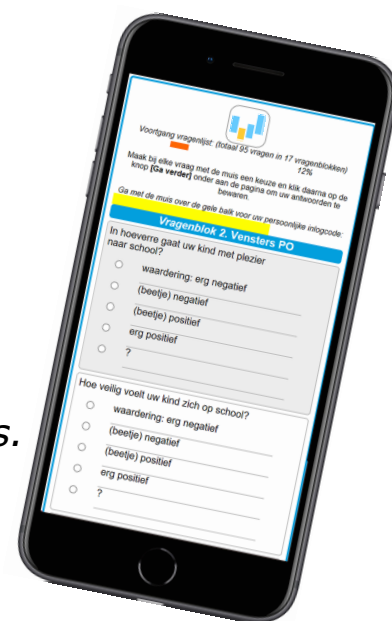 Voortgang vragenlijst (totaal 95 vragen in 17 vragenblokken)
12%
Maak bij elke vraag met de muis een keuze en klik daarna op de
knop [Ga verder] onder aan de pagina om uw antwoorden te
bewaren.
Ga met de muis over de gele balk voor uw persoonlijke inlogcode:
Vragenblok 2. Vensters PO
In hoeverre gaat uw kind met plezier
naar school?
waardering: erg negatief
(beetje) negatief
(beetje) positief
erg positief
?
Hoe veilig voelt uw kind zich op school?
waardering: erg negatief
(beetje) negatief
(beetje) positief
erg positief
?
s.